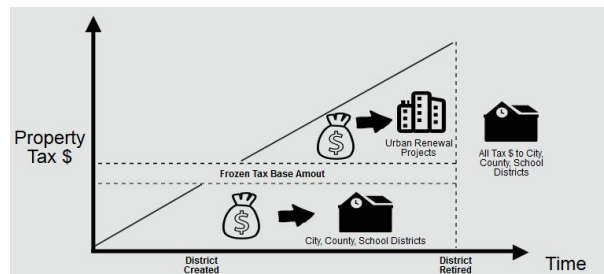 Property
Tax $
Urban Renewal
Projects
All Tax $ to City,
County, School
Districts
Frozen Tax Base Amout
City, County, School Districts
District
Created
District
Retired
Time